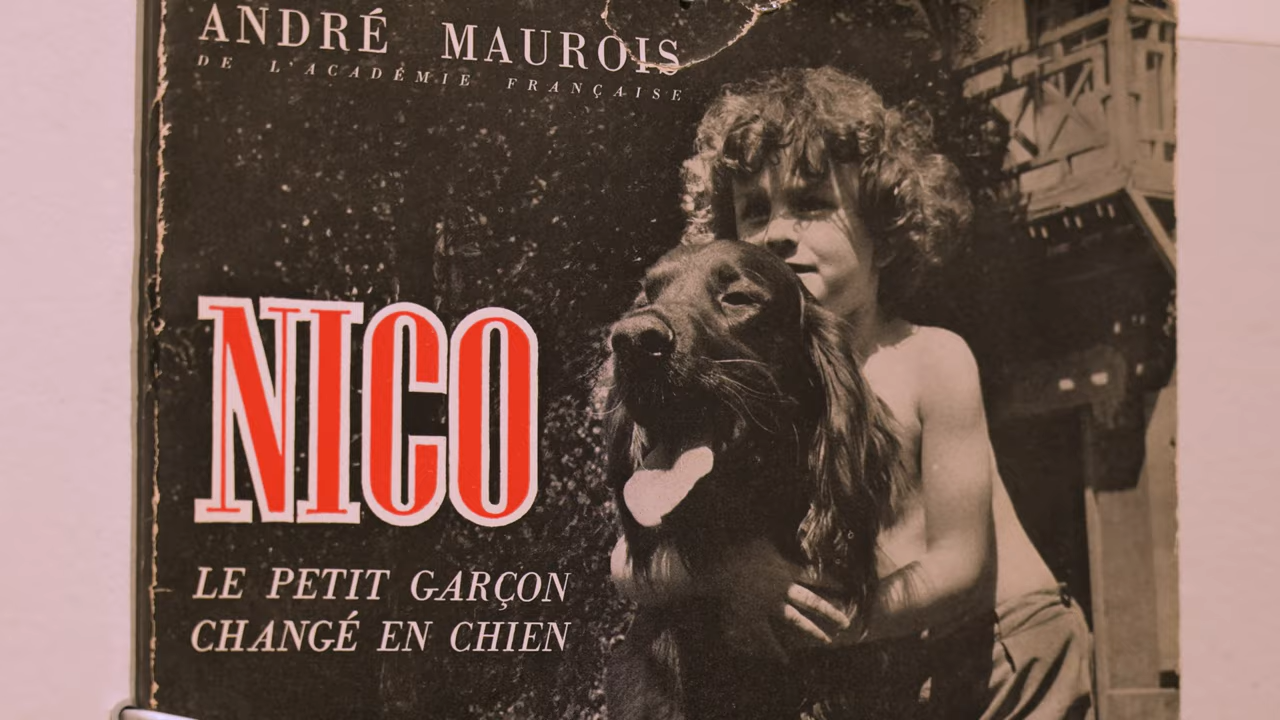 ANDRÉ MAUROIS
DE L'ACADÉMIE FRANÇAISE
NICO
LE PETIT GARÇON
CHANGÉ EN CHIEN